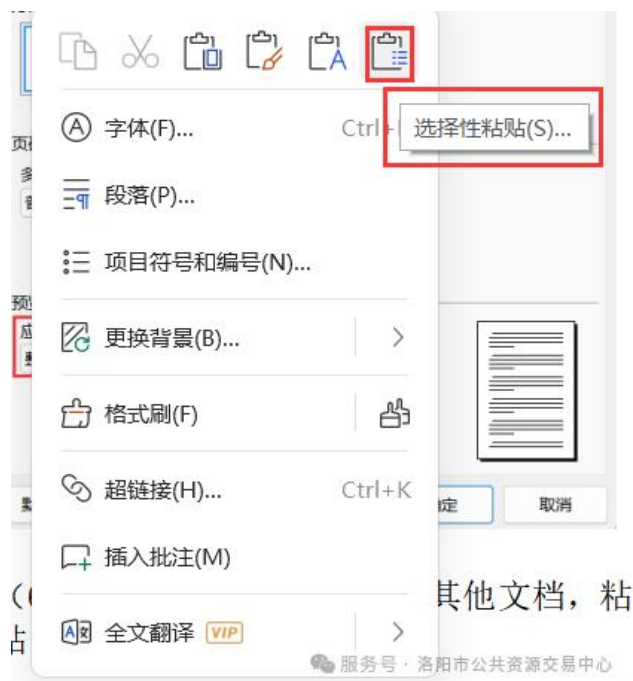 选择性粘贴(S)...
字体(F)...
Ctrl+
段落(P)...
项目符号和编号(N)...
更换背景(B)...
格式刷(F)
超链接(H)...
Ctrl+K
取消
插入批注(M)
其他文档，粘
全文翻译 VIP
服务号 · 洛阳市公共资源交易中心